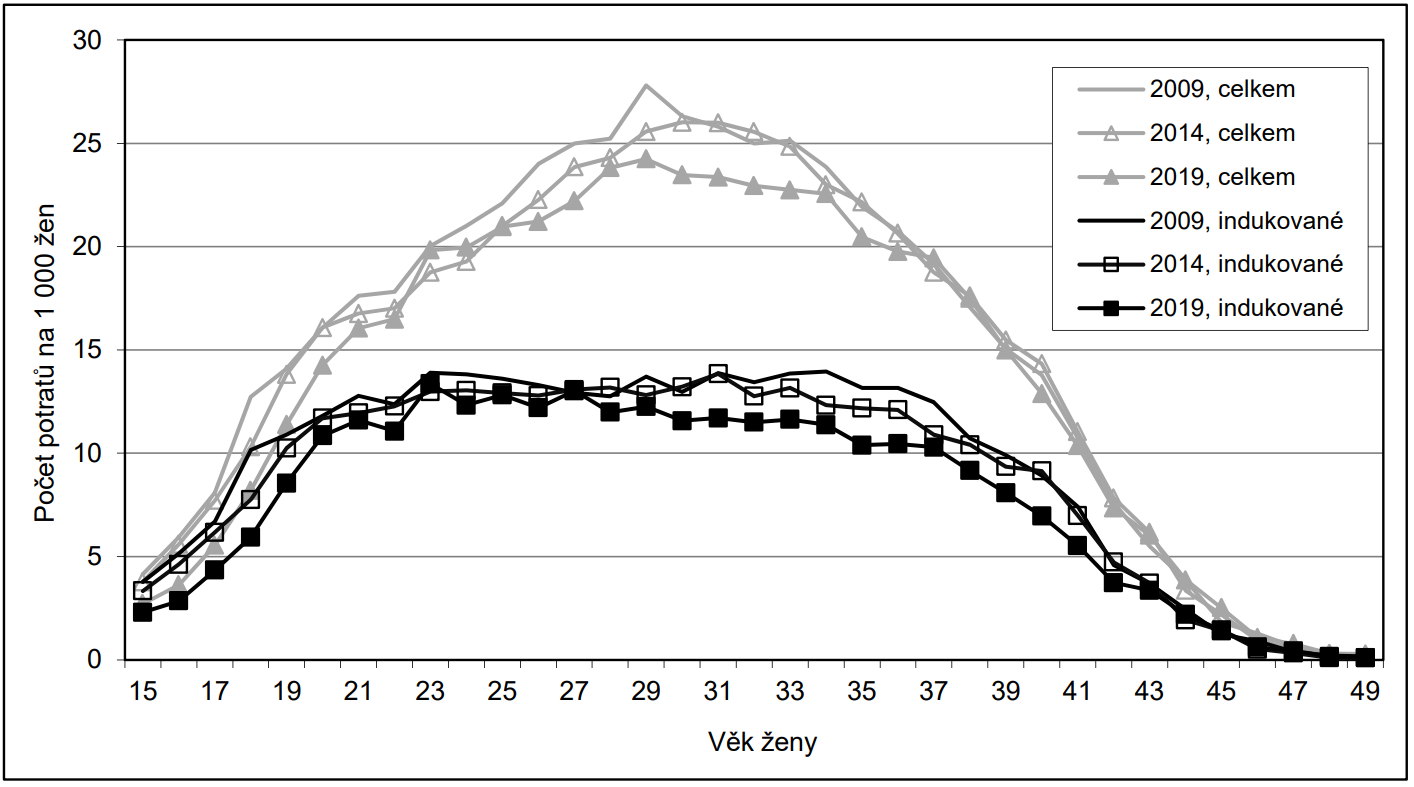 30
25
20
15
10
5
0
Počet potratů na 1 000 žen
2009, celkem
2014, celkem
2019, celkem
2009, indukované
2014, indukované
2019, indukované
15 17 19 21 23 25 27 29 31 33 35 37 39 41 43 45 47 49
Věk ženy